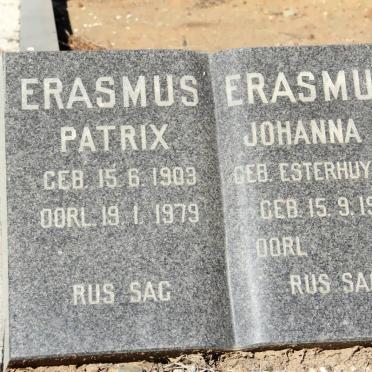 ERASMUS
PATRIX
GEB. 15. 6. 1903
OORL. 19. 1. 1979
RUS SAG
ERASMU
JOHANNA
GEB. ESTERHUY
GEB. 15. 9. 19
OORL
RUS SA